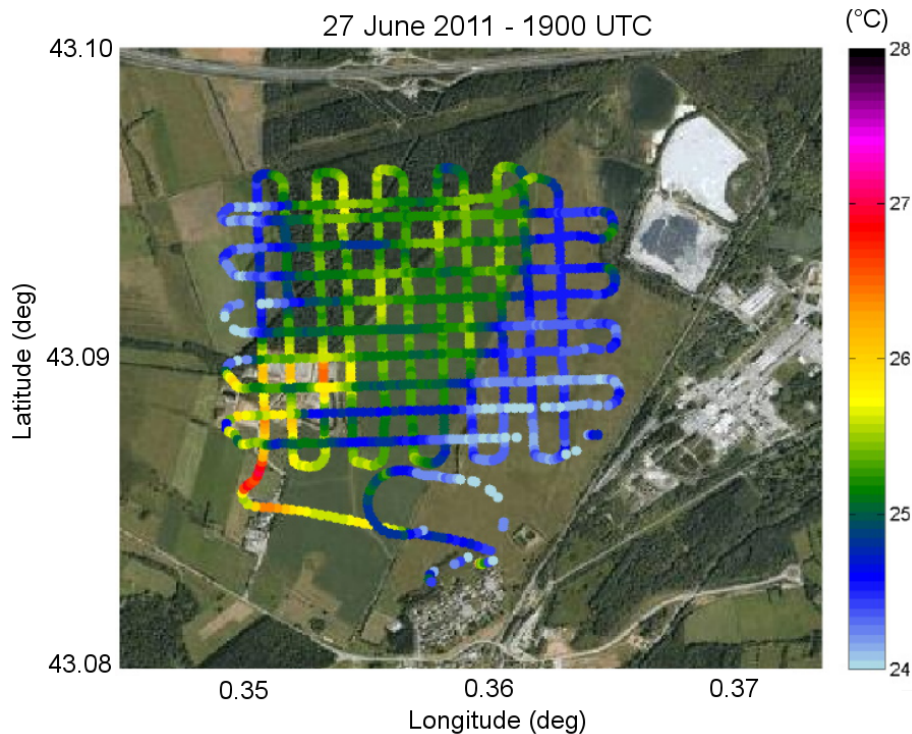 27 June 2011 - 1900 UTC
(°C)
43.10
43.09
43.08
Latitude (deg)
0.35 0.36 0.37
Longitude (deg)
28
27
26
25
24